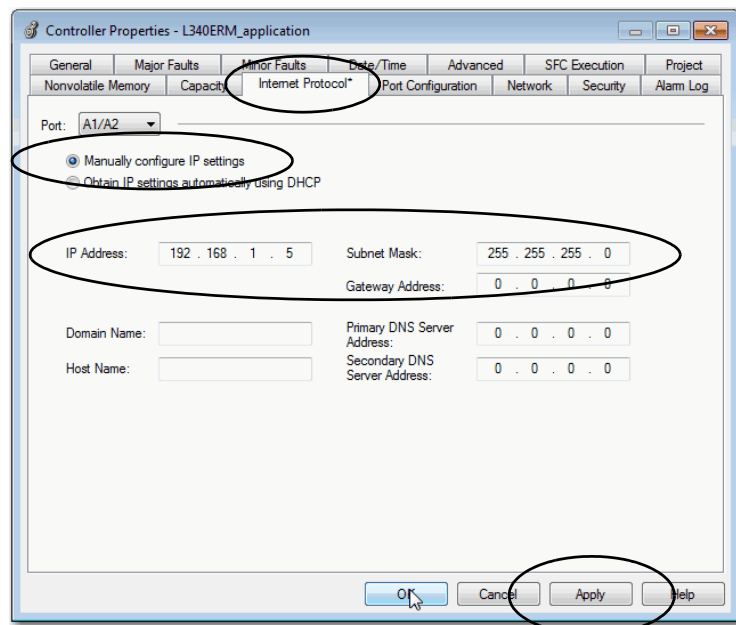 Controller Properties - L340ERM_application
General Major Faults Minor Faults Date/Time Advanced SFC Execution Project
Nonvolatile Memory Capacity Internet Protocol* Port Configuration Network Security Alarm Log
Port: A1/A2
Manually configure IP settings
Obtain IP settings automatically using DHCP
IP Address: 192 . 168 . 1 . 5 Subnet Mask: 255 . 255 . 255 . 0
Gateway Address: 0 . 0 . 0 . 0
Domain Name: Primary DNS Server Address: 0 . 0 . 0 . 0
Host Name: Secondary DNS Server Address: 0 . 0 . 0 . 0
OK Cancel Apply Help